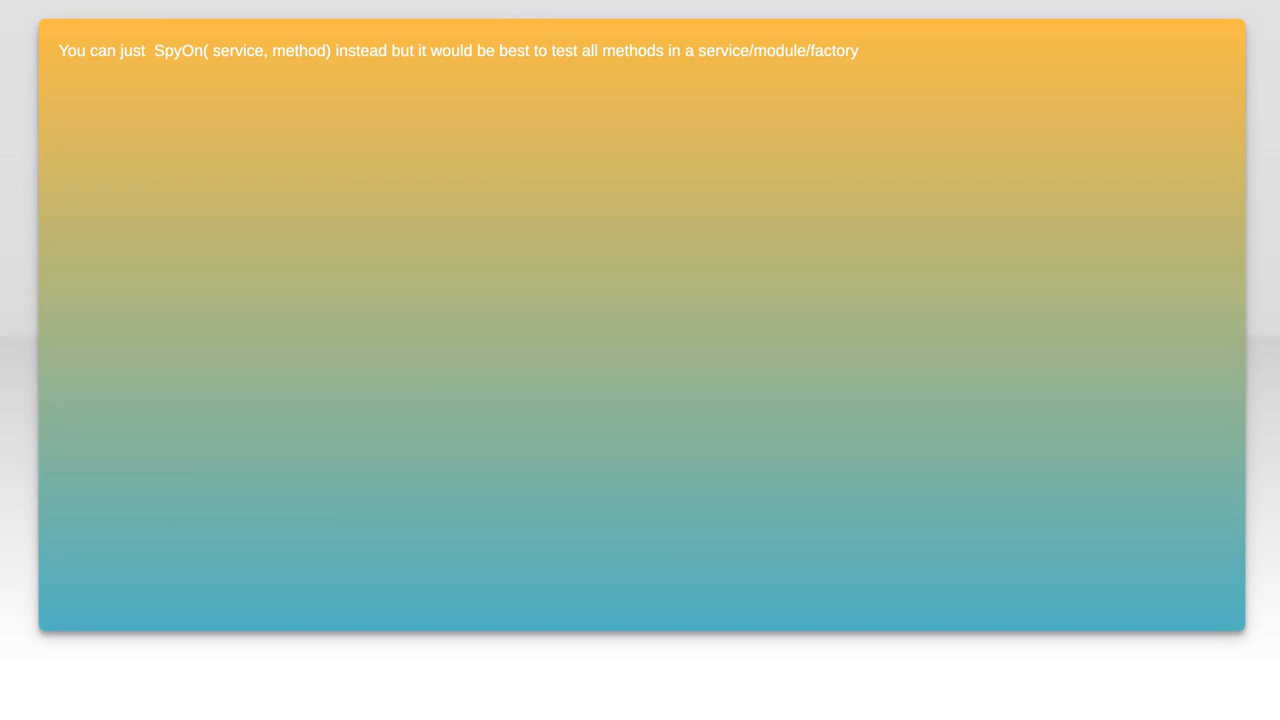 You can just  SpyOn( service, method) instead but it would be best to test all methods in a service/module/factory